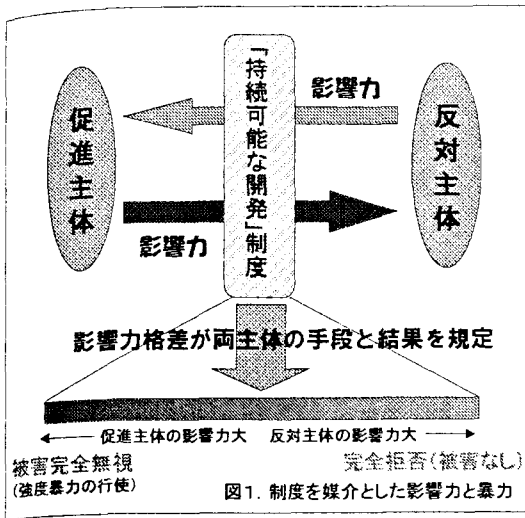 「持続可能な開発」制度
促進主体
反対主体
影響力
影響力
影響力格差が両主体の手段と結果を規定
← 促進主体の影響力大 反対主体の影響力大 →
被害完全無視
(強度暴力の行使)
完全拒否(被害なし)
図1. 制度を媒介とした影響力と暴力